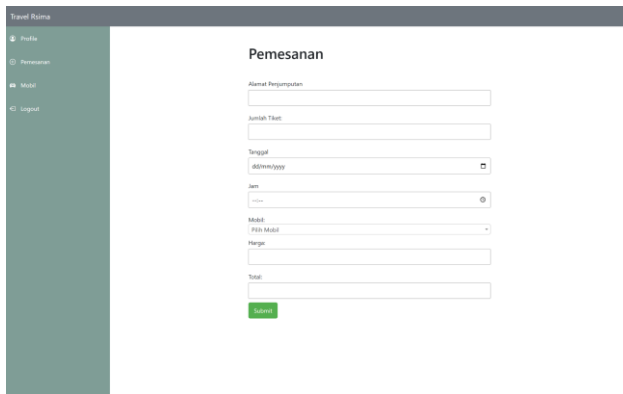 Travel Rsima
Profile
Pemesanan
Mobil
Logout
Pemesanan
Alamat Penjumputan
Jumlah Tiket:
Tanggal
dd/mm/yyyy
Jam
--:--
Mobil:
Pilih Mobil
Harga:
Total:
Submit